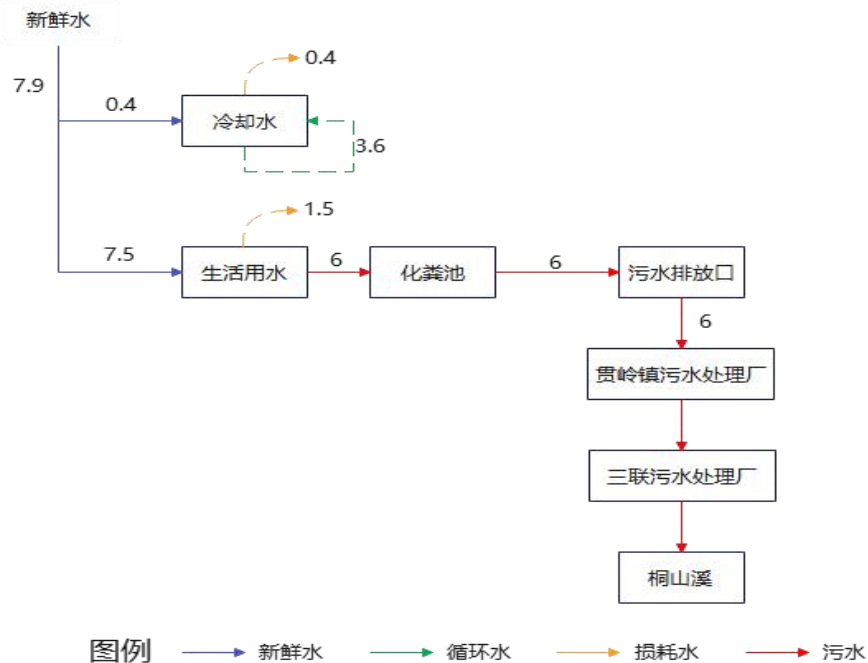 新鲜水
7.9
0.4
0.4
冷却水
3.6
1.5
7.5
生活用水
6
化粪池
6
污水排放口
6
贯岭镇污水处理厂
三联污水处理厂
桐山溪
图例
新鲜水
循环水
损耗水
污水